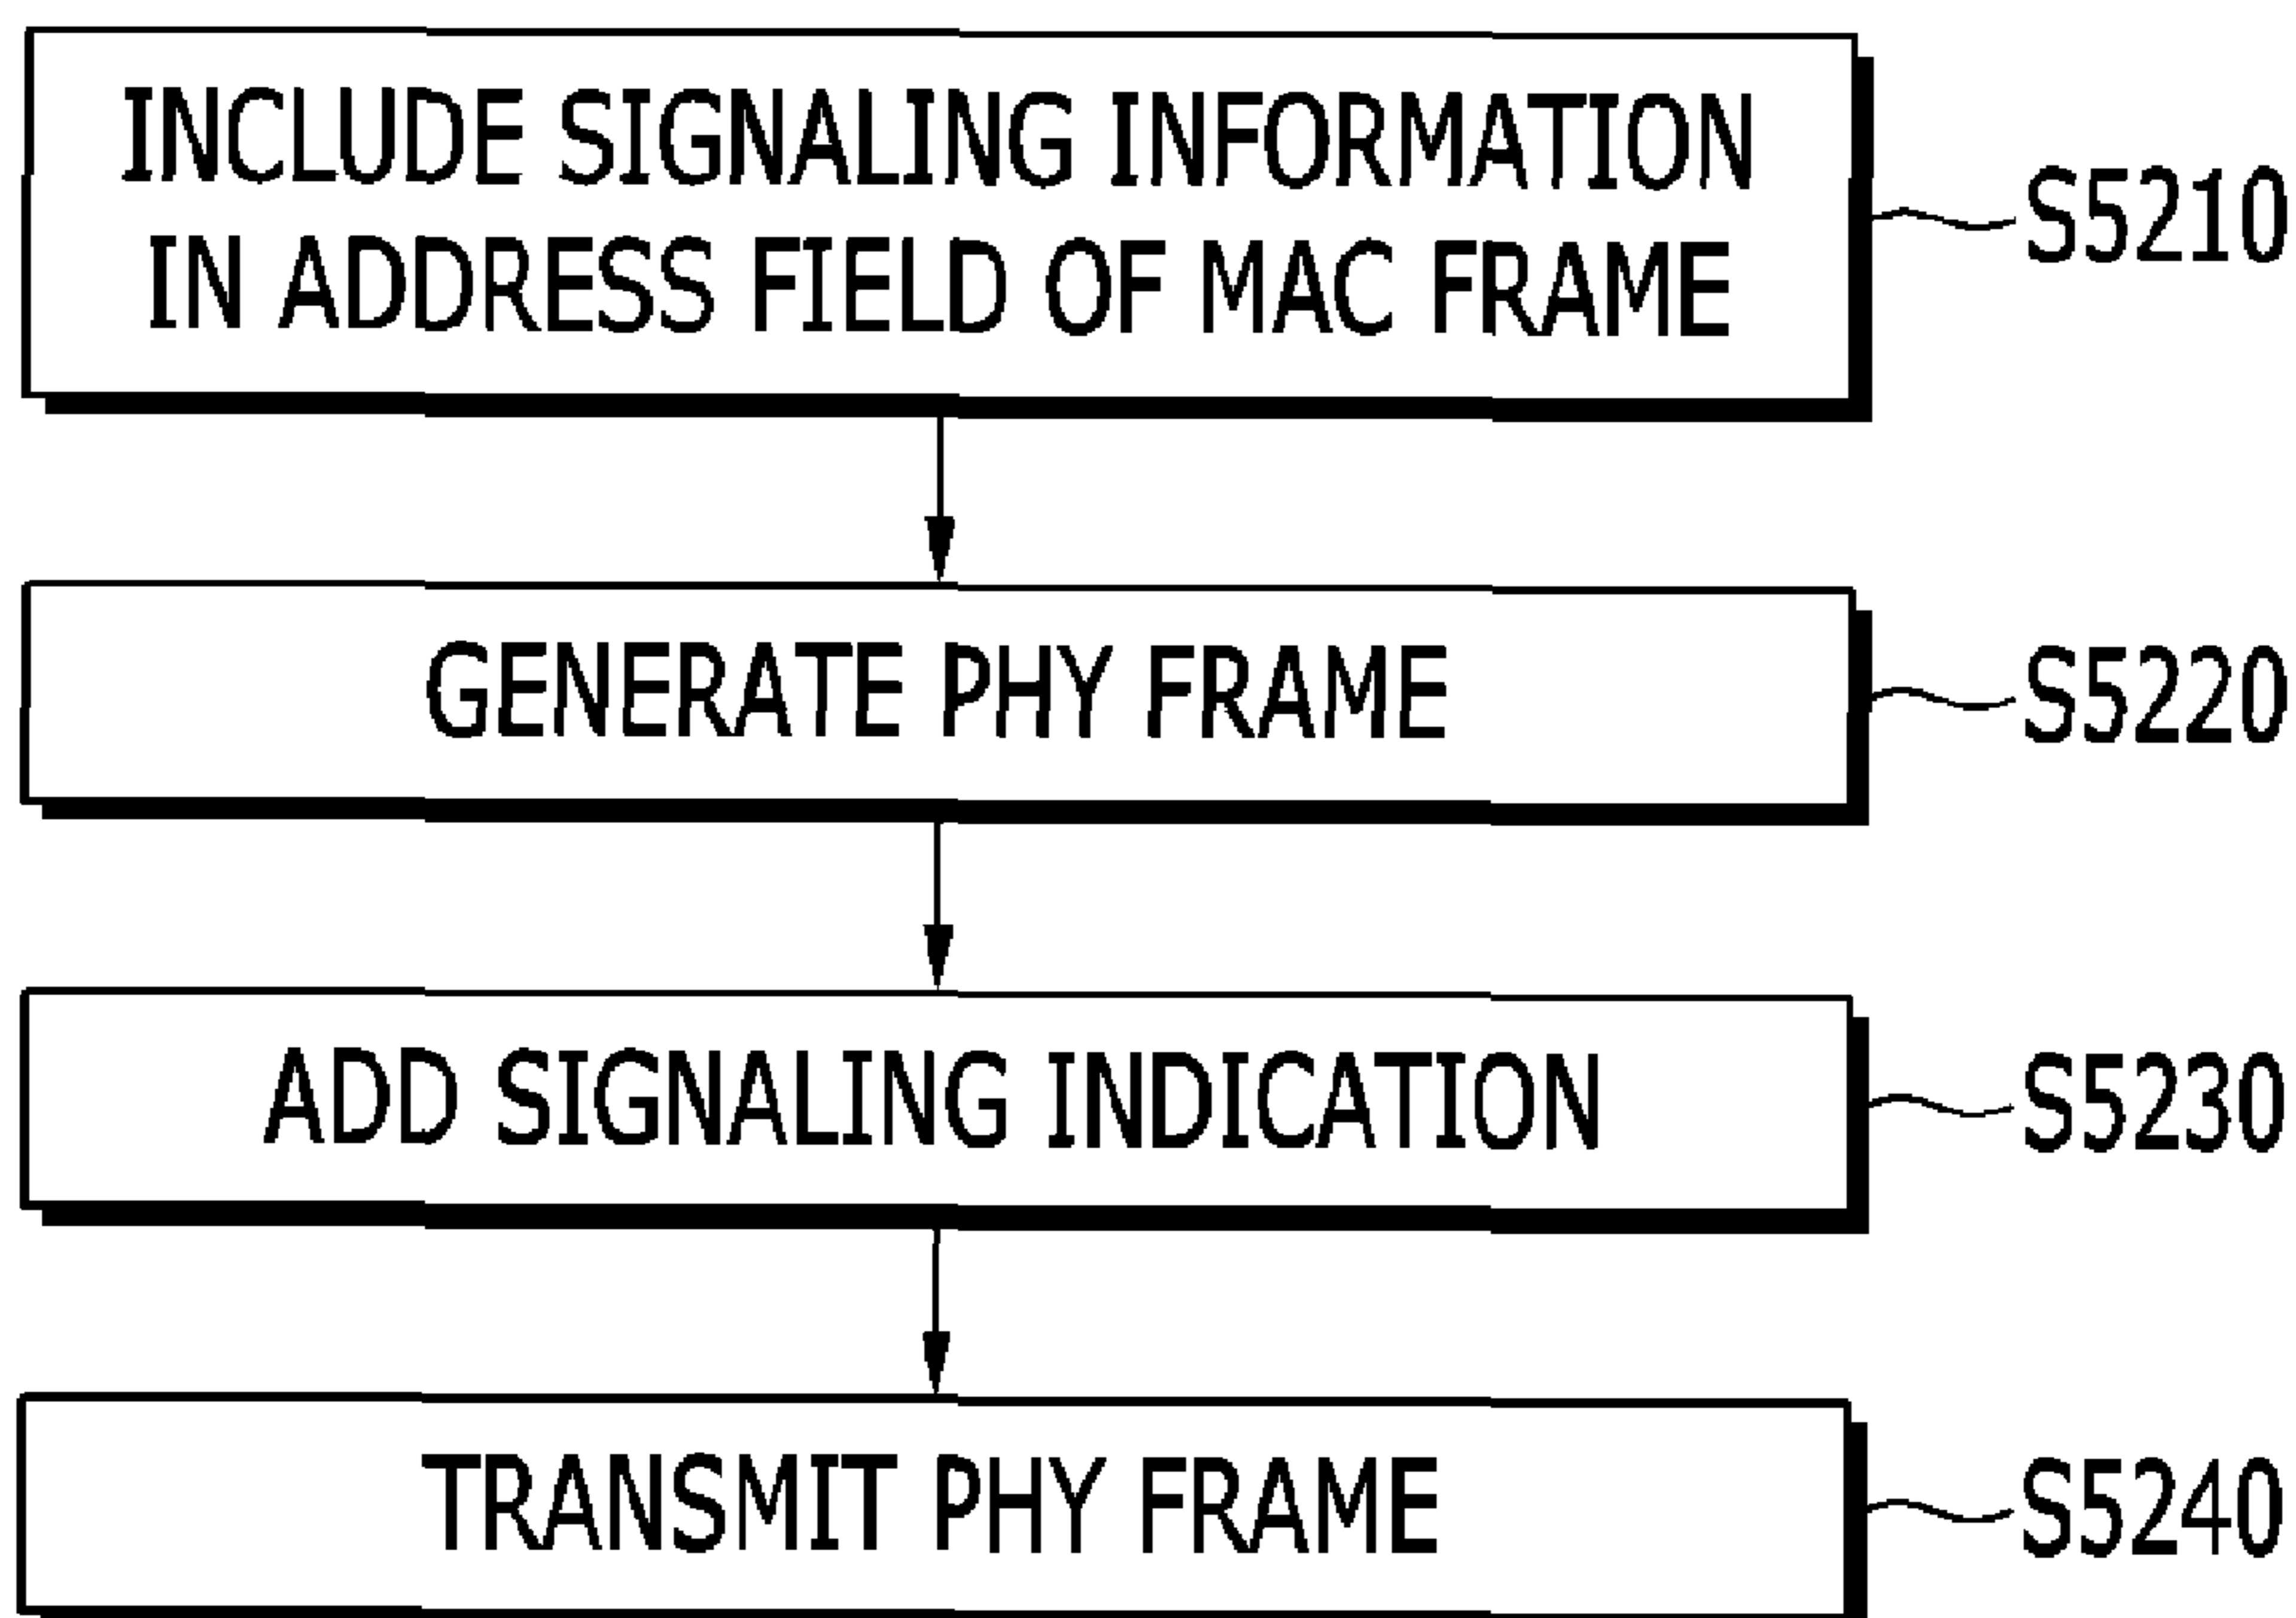 INCLUDE SIGNALING INFORMATION
IN ADDRESS FIELD OF MAC FRAME
S5210
GENERATE PHY FRAME
S5220
ADD SIGNALING INDICATION
S5230
TRANSMIT PHY FRAME
S5240